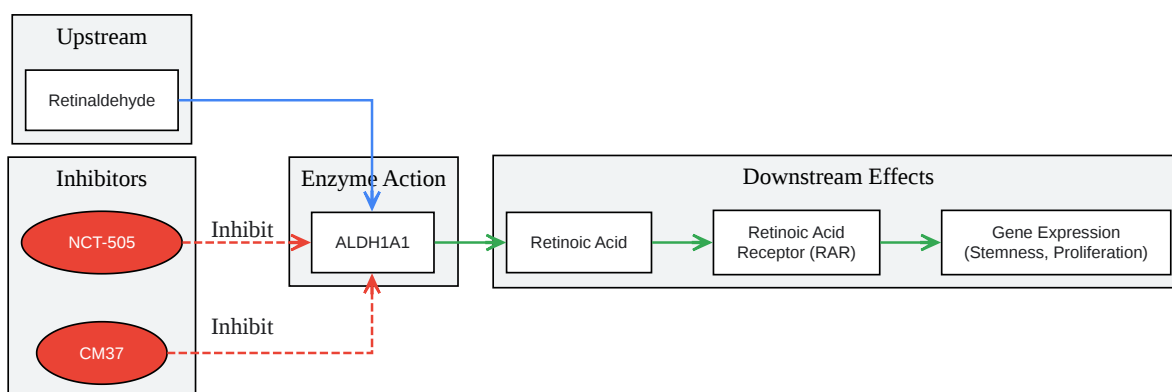 Upstream
Retinaldehyde
Inhibitors
NCT-505
CM37
Inhibit
Inhibit
Enzyme Action
ALDH1A1
Downstream Effects
Retinoic Acid
Retinoic Acid
Receptor (RAR)
Gene Expression
(Stemness, Proliferation)